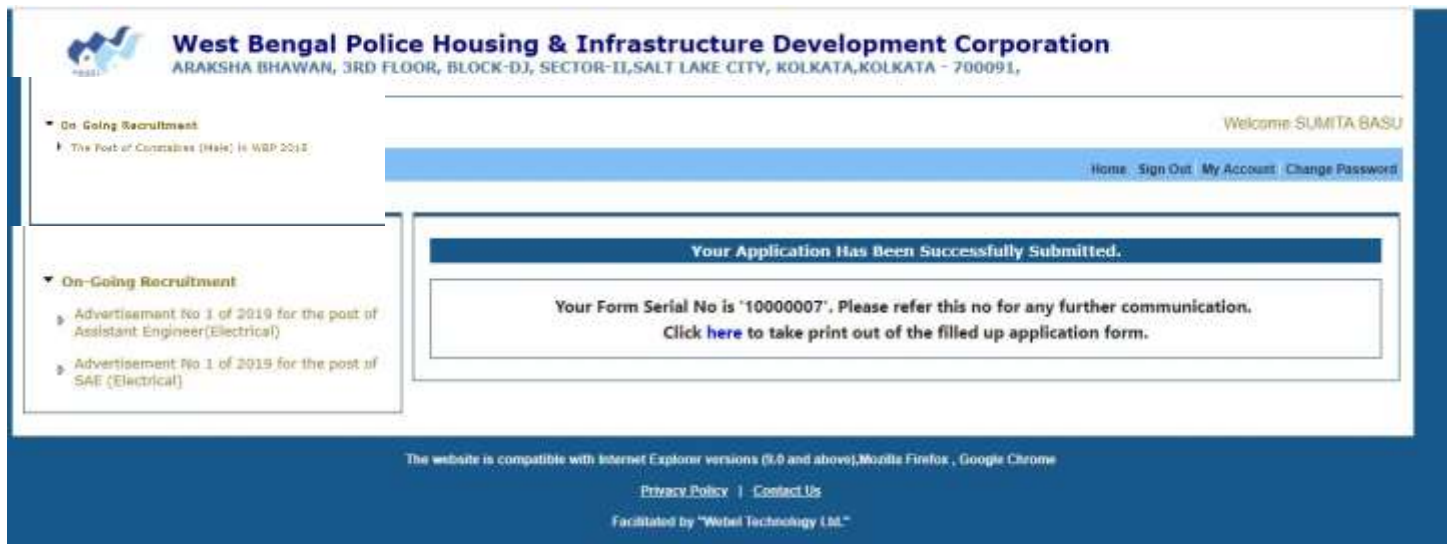 West Bengal Police Housing & Infrastructure Development Corporation
ARAKSHA BHAWAN, 3RD FLOOR, BLOCK-DJ, SECTOR-II,SALT LAKE CITY, KOLKATA,KOLKATA - 700091,
On Going Recruitment
The Post of Constables (Male) in WBP
Welcome SUMITA BASU
Home Sign Out My Account Change Password
Your Application Has Been Successfully Submitted.
Your Form Serial No is '10000007'. Please refer this no for any further communication.
Click here to take print out of the filled up application form.
On-Going Recruitment
Advertisement No 1 of 2019 for the post of
Assistant Engineer(Electrical)
Advertisement No 1 of 2019 for the post of
SAE (Electrical)
The website is compatible with Internet Explorer versions (9.0 and above),Mozilla Firefox , Google Chrome
Privacy Policy | Contact Us
Facilitated by "Webel Technology Ltd."